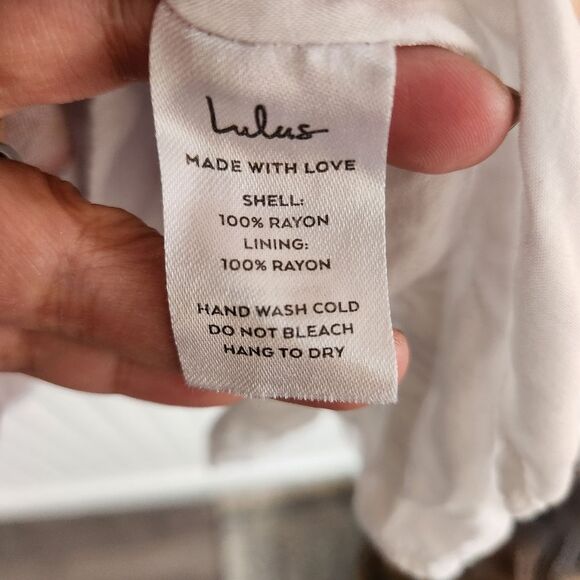 Lulus
MADE WITH LOVE
SHELL:
100% RAYON
LINING:
100% RAYON
HAND WASH COLD
DO NOT BLEACH
HANG TO DRY